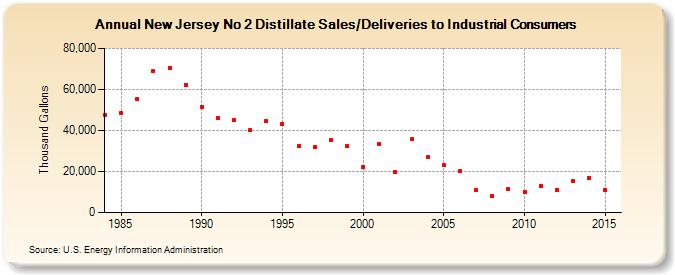 Annual New Jersey No 2 Distillate Sales/Deliveries to Industrial Consumers
Thousand Gallons
80,000
60,000
40,000
20,000
0
1985 1990 1995 2000 2005 2010 2015
Source: U.S. Energy Information Administration